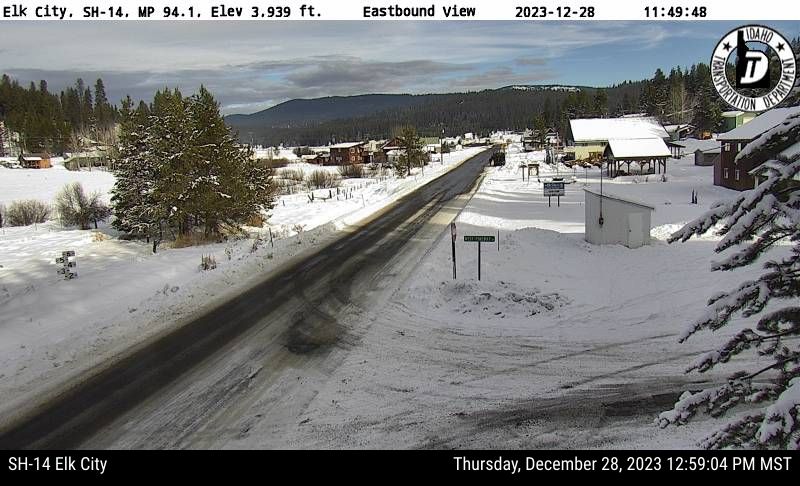 Elk City, SH-14, MP 94.1, Elev 3,939 ft. Eastbound View 2023-12-28 11:49:48
IDAHO
TRANSPORTATION DEPARTMENT
SH-14 Elk City Thursday, December 28, 2023 12:59:04 PM MST